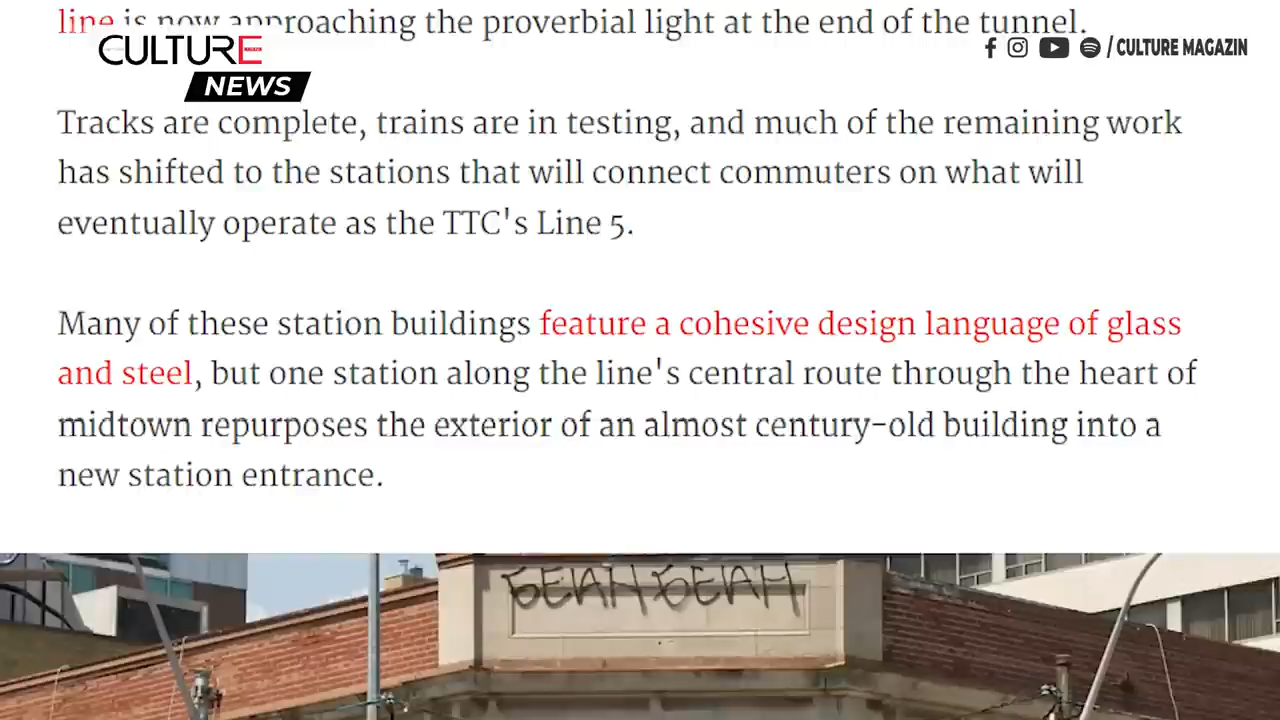 line is now approaching the proverbial light at the end of the tunnel.
CULTURE
NEWS
/ CULTURE MAGAZIN
Tracks are complete, trains are in testing, and much of the remaining work
has shifted to the stations that will connect commuters on what will
eventually operate as the TTC's Line 5.
Many of these station buildings feature a cohesive design language of glass
and steel, but one station along the line's central route through the heart of
midtown repurposes the exterior of an almost century-old building into a
new station entrance.